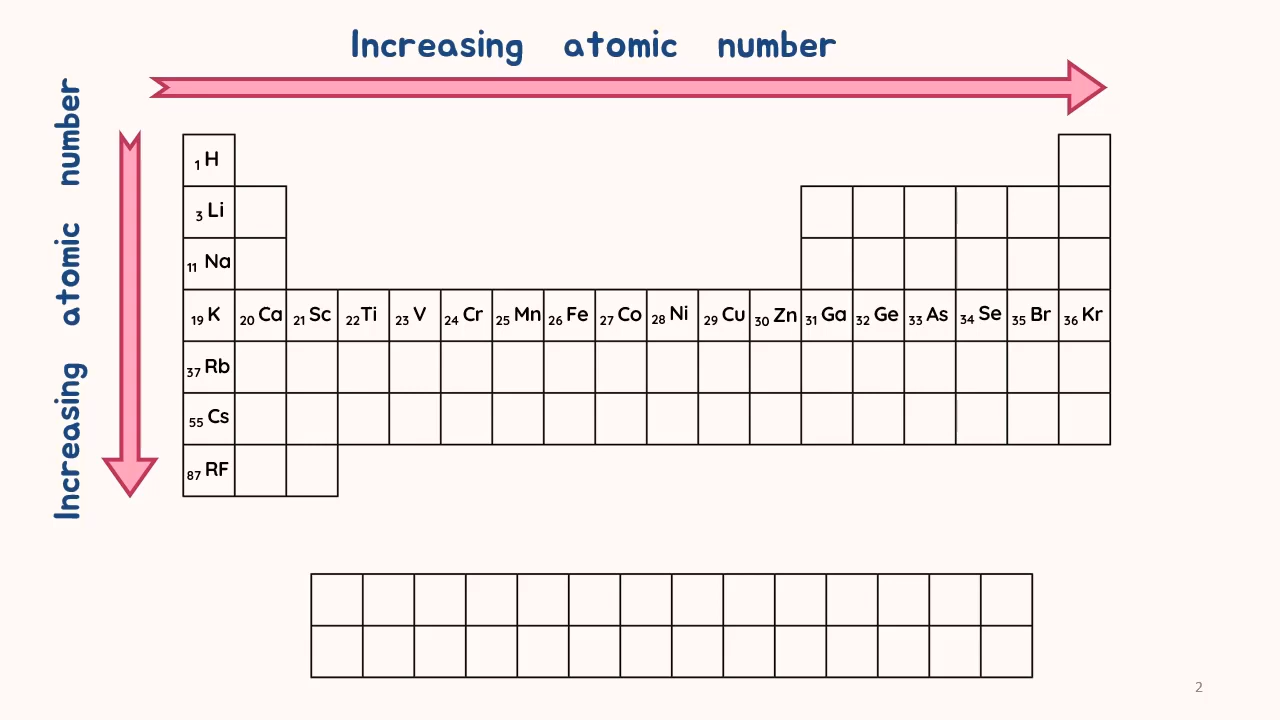 Increasing atomic number
Increasing atomic number
1 H
3 Li
11 Na
19 K 20 Ca 21 Sc 22 Ti 23 V 24 Cr 25 Mn 26 Fe 27 Co 28 Ni 29 Cu 30 Zn 31 Ga 32 Ge 33 As 34 Se 35 Br 36 Kr
37 Rb
55 Cs
87 RF
2